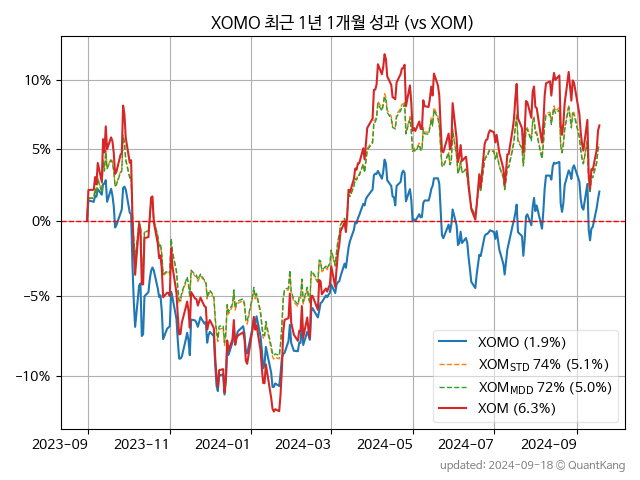 XOMO 최근 1년 1개월 성과 (vs XOM)
10%
5%
0%
−5%
−10%
XOMO (1.9%)
XOM_STD 74% (5.1%)
XOM_MDD 72% (5.0%)
XOM (6.3%)
2023-09 2023-11 2024-01 2024-03 2024-05 2024-07 2024-09
updated: 2024-09-18 © QuantKang